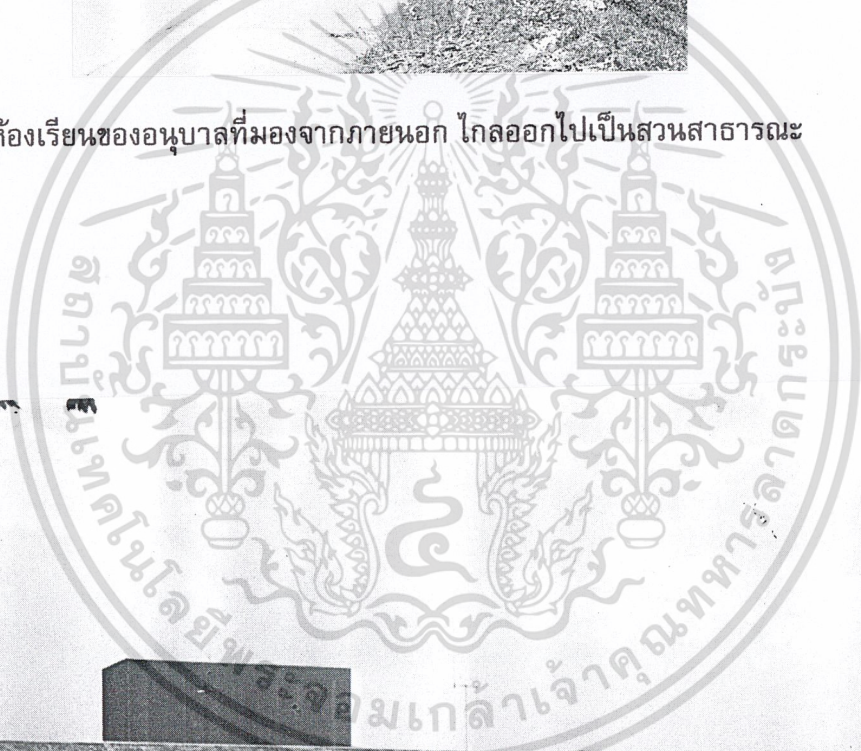 ห้องเรียนของอนุบาลที่มองจากภายนอก ไกลออกไปเป็นสวนสาธารณะ
สถาบันเทคโนโลยีพระจอมเกล้าเจ้าคุณทหารลาดกระบัง
๔